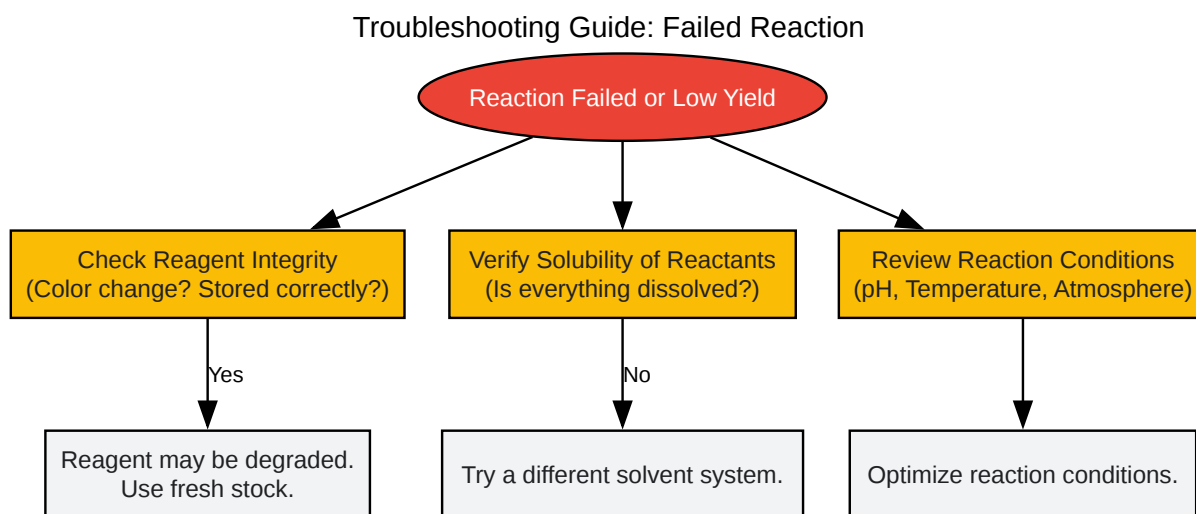 Troubleshooting Guide: Failed Reaction
Reaction Failed or Low Yield
Check Reagent Integrity
(Color change? Stored correctly?)
Verify Solubility of Reactants
(Is everything dissolved?)
Review Reaction Conditions
(pH, Temperature, Atmosphere)
Yes
No
Reagent may be degraded.
Use fresh stock.
Try a different solvent system.
Optimize reaction conditions.